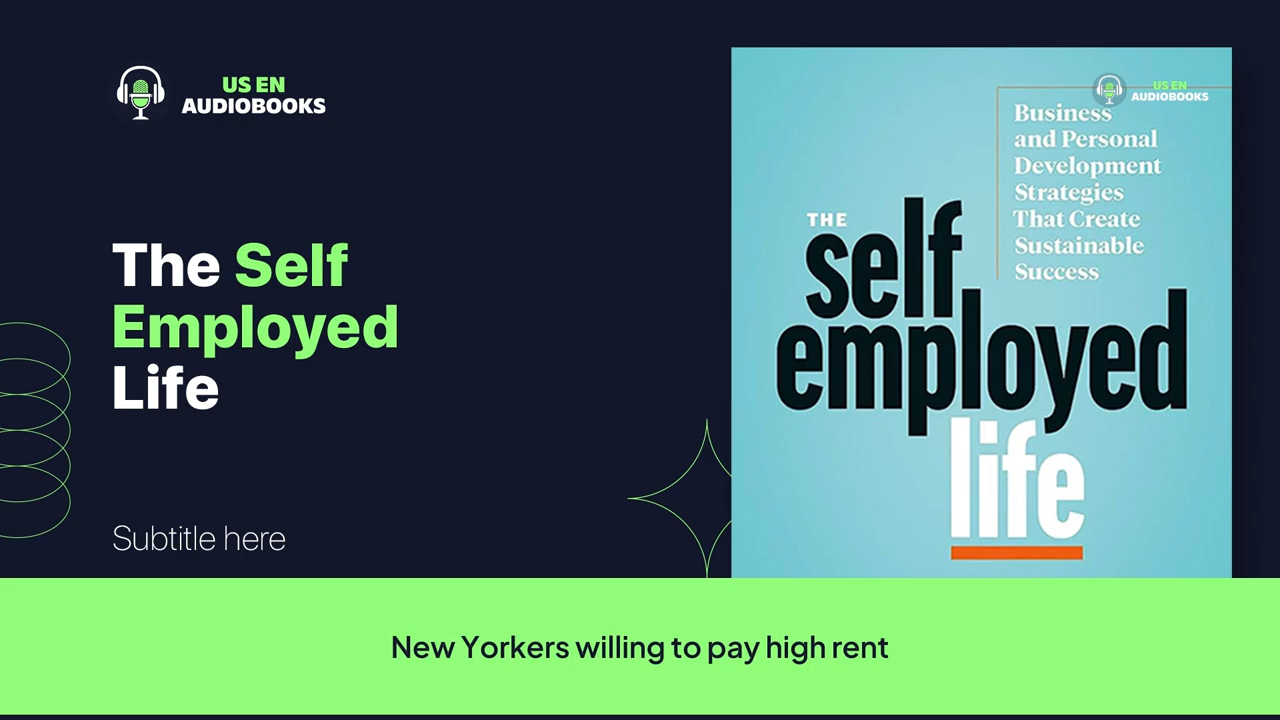 US EN
AUDIOBOOKS
The Self
Employed
Life
Subtitle here
US EN
AUDIOBOOKS
Business
and Personal
Development
Strategies
That Create
Sustainable
Success
THE
self
employed
life
New Yorkers willing to pay high rent